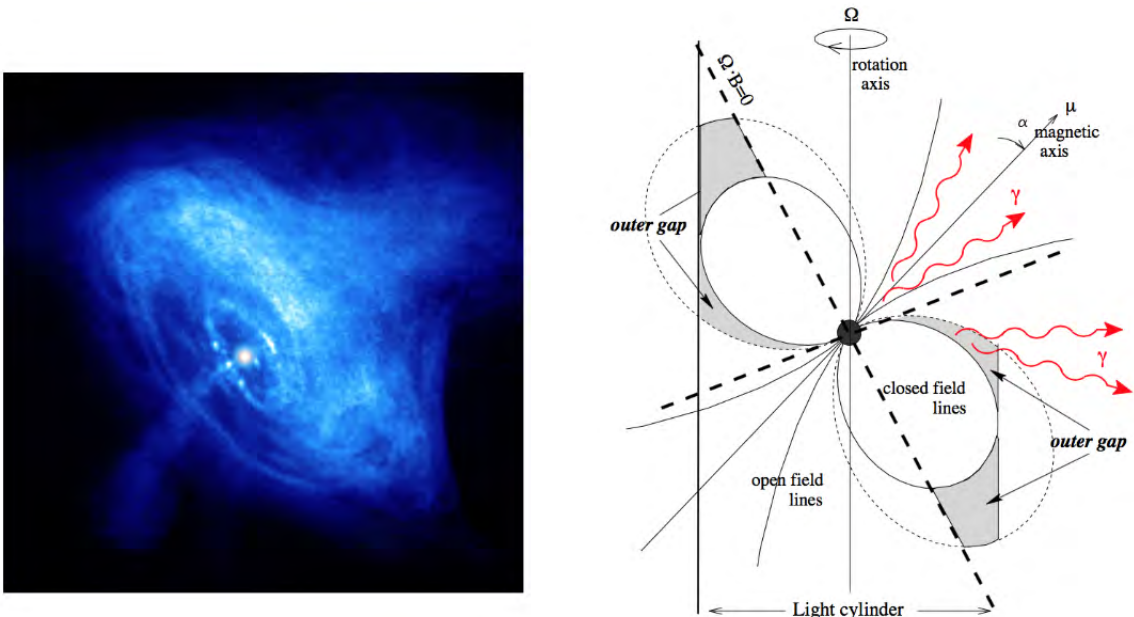 Ω
rotation
axis
Ω·B=0
μ
α
magnetic
axis
γ
outer gap
γ
closed field
lines
outer gap
open field
lines
Light cylinder